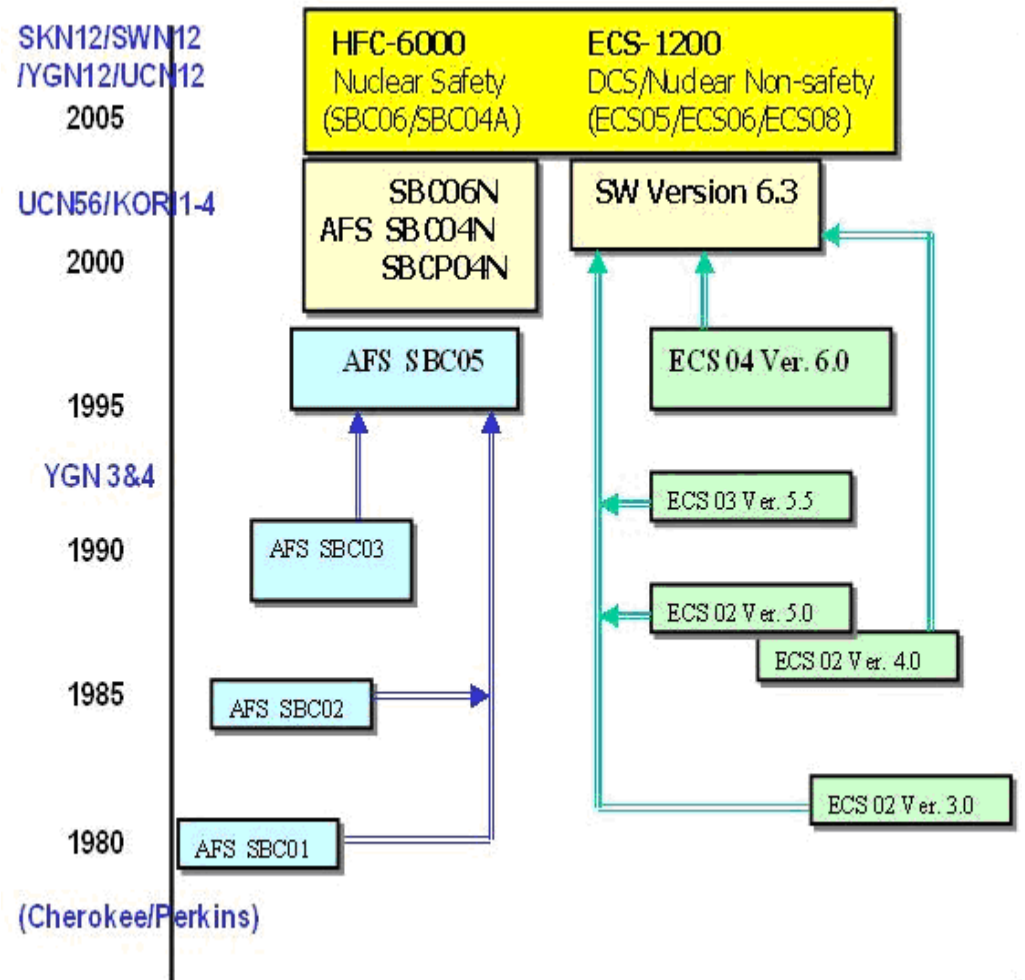 SKN12/SWN12
/YGN12/UCN12
2005
HFC-6000
Nuclear Safety
(SBC06/SBC04A)
ECS-1200
DCS/Nuclear Non-safety
(ECS05/ECS06/ECS08)
UCN56/KORI1-4
2000
SBC06N
AFS SBC04N
SBCP04N
SW Version 6.3
AFS SBC05
ECS 04 Ver. 6.0
1995
YGN 3&4
ECS 03 Ver. 5.5
1990
AFS SBC03
ECS 02 Ver. 5.0
ECS 02 Ver. 4.0
1985
AFS SBC02
ECS 02 Ver. 3.0
1980
AFS SBC01
(Cherokee/Perkins)